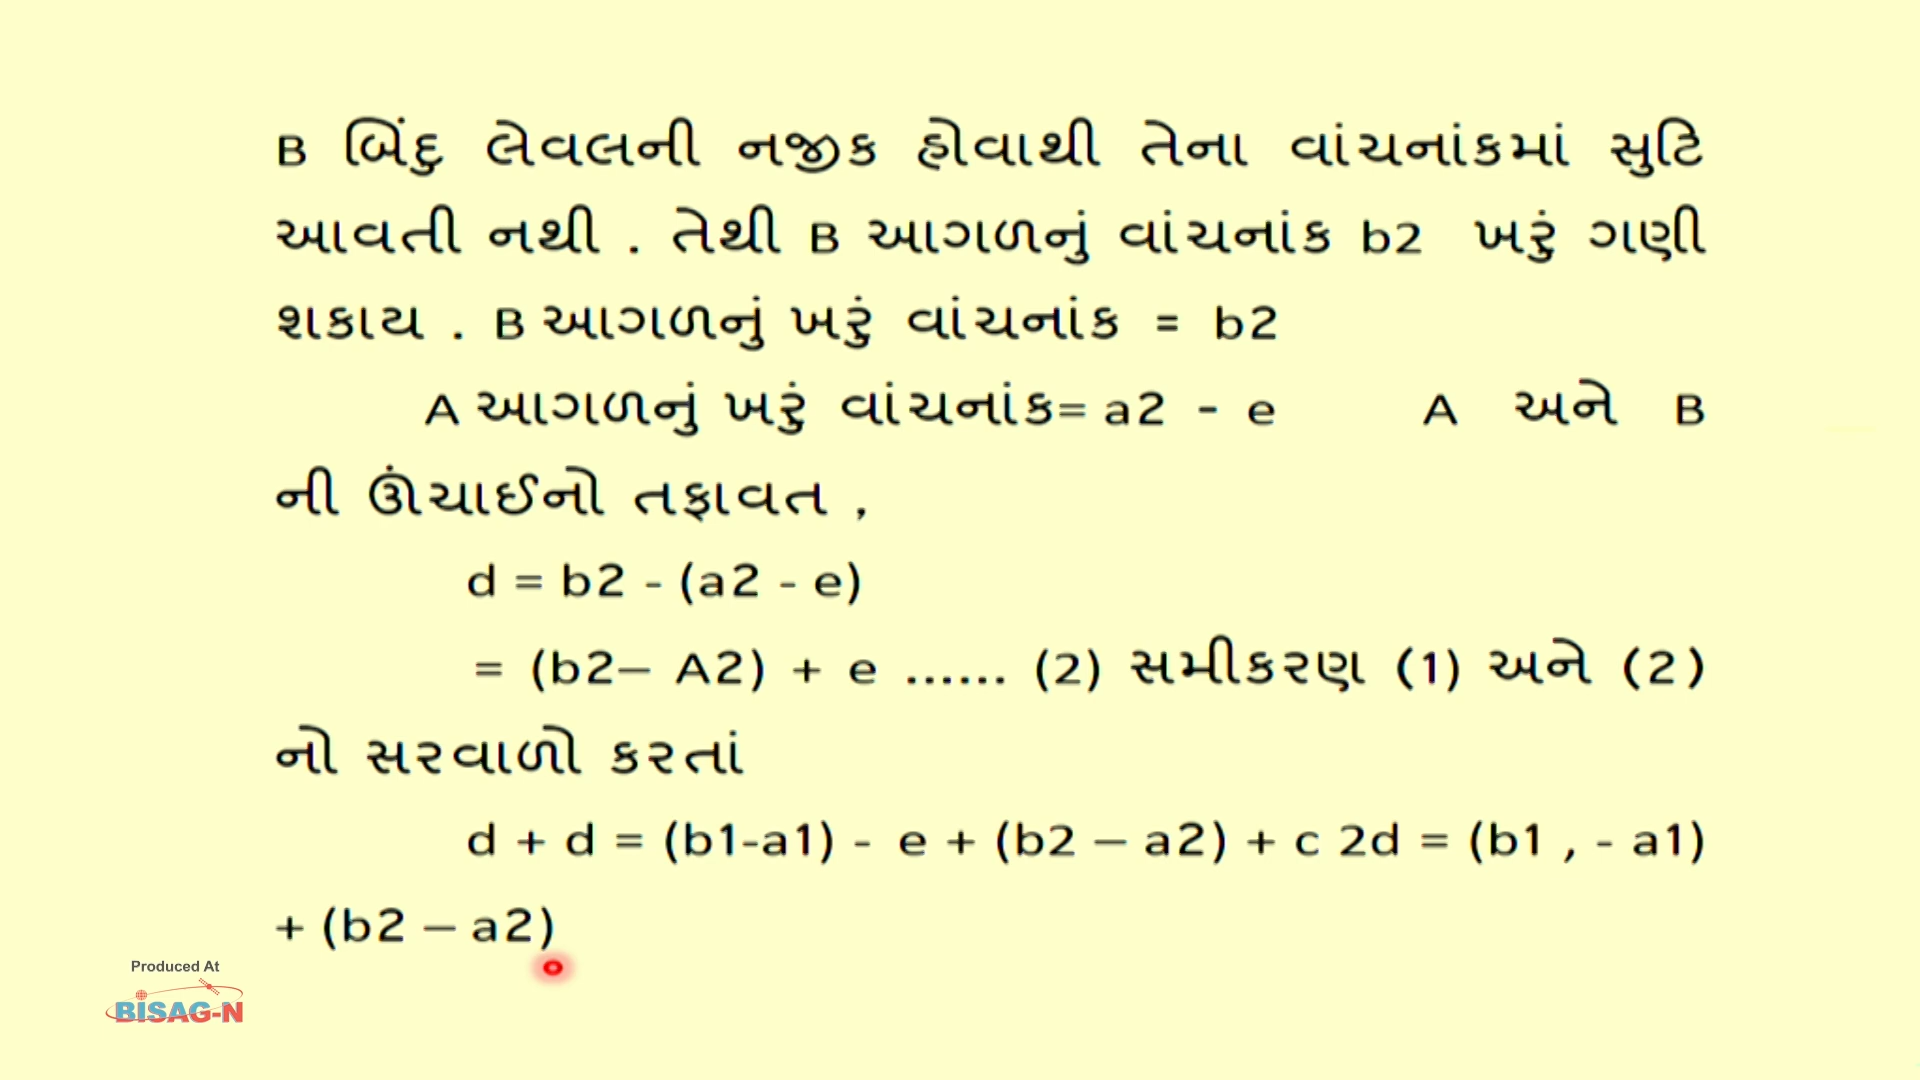 B બિંદુ લેવલની નજીક હોવાથી તેના વાંચનાંકમાં સુટિ
આવતી નથી . તેથી B આગળનું વાંચનાંક b2 ખરું ગણી
શકાય . B આગળનું ખરું વાંચનાંક = b2
A આગળનું ખરું વાંચનાંક= a2 - e A અને B
ની ઊંચાઈનો તફાવત ,
d = b2 - (a2 - e)
= (b2– A2) + e ...... (2) સમીકરણ (1) અને (2)
નો સરવાળો કરતાં
d + d = (b1-a1) - e + (b2 – a2) + c 2d = (b1 , - a1)
+ (b2 – a2)
Produced At
BISAG-N